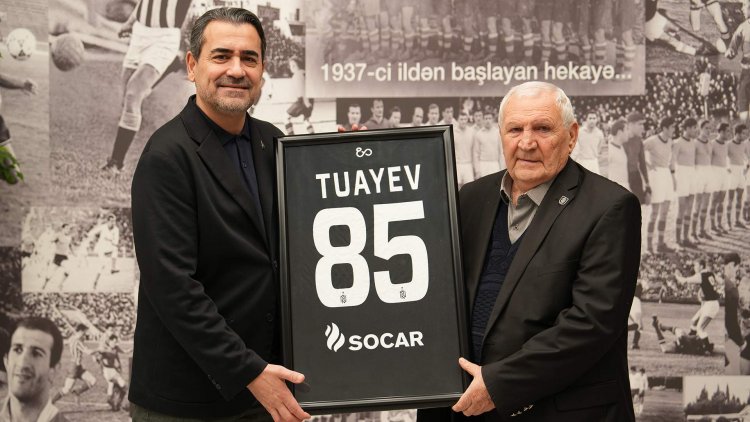 1937-ci ildən başlayan hekayə...
TUAYEV
85
SOCAR